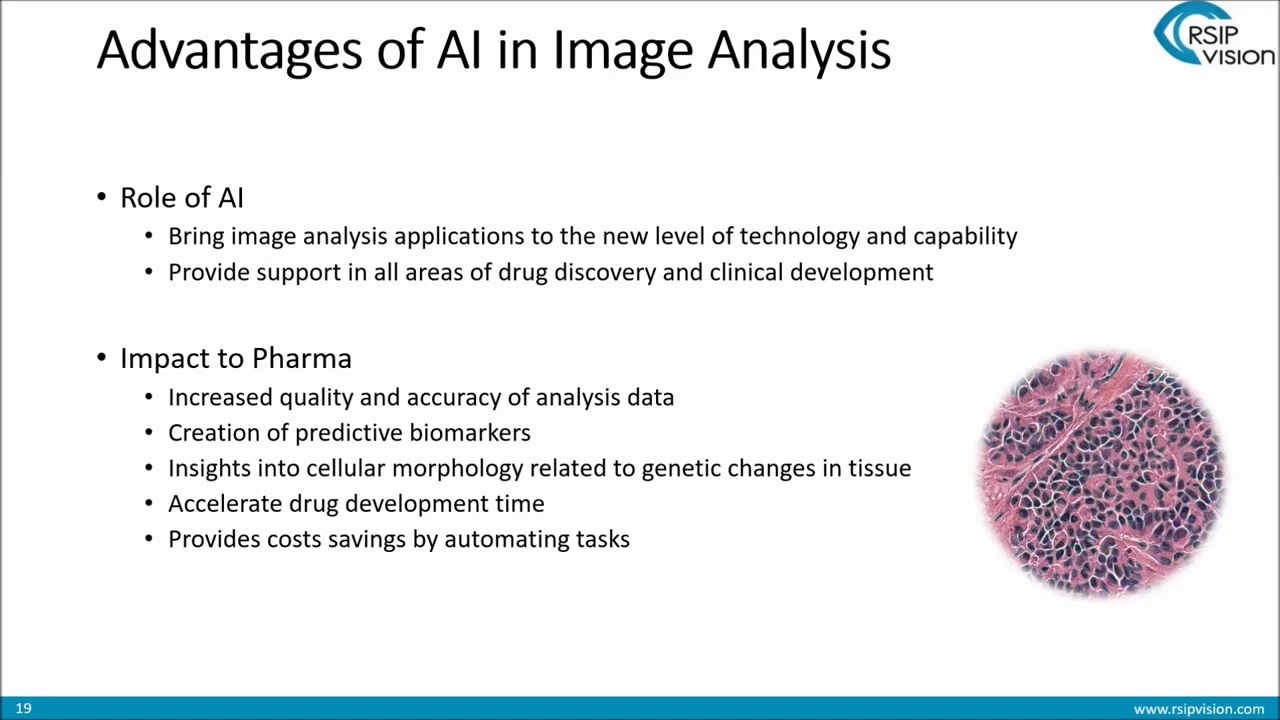 Advantages of AI in Image Analysis
RSIP
vision
• Role of AI
• Bring image analysis applications to the new level of technology and capability
• Provide support in all areas of drug discovery and clinical development
• Impact to Pharma
• Increased quality and accuracy of analysis data
• Creation of predictive biomarkers
• Insights into cellular morphology related to genetic changes in tissue
• Accelerate drug development time
• Provides costs savings by automating tasks
19
www.rsipvision.com